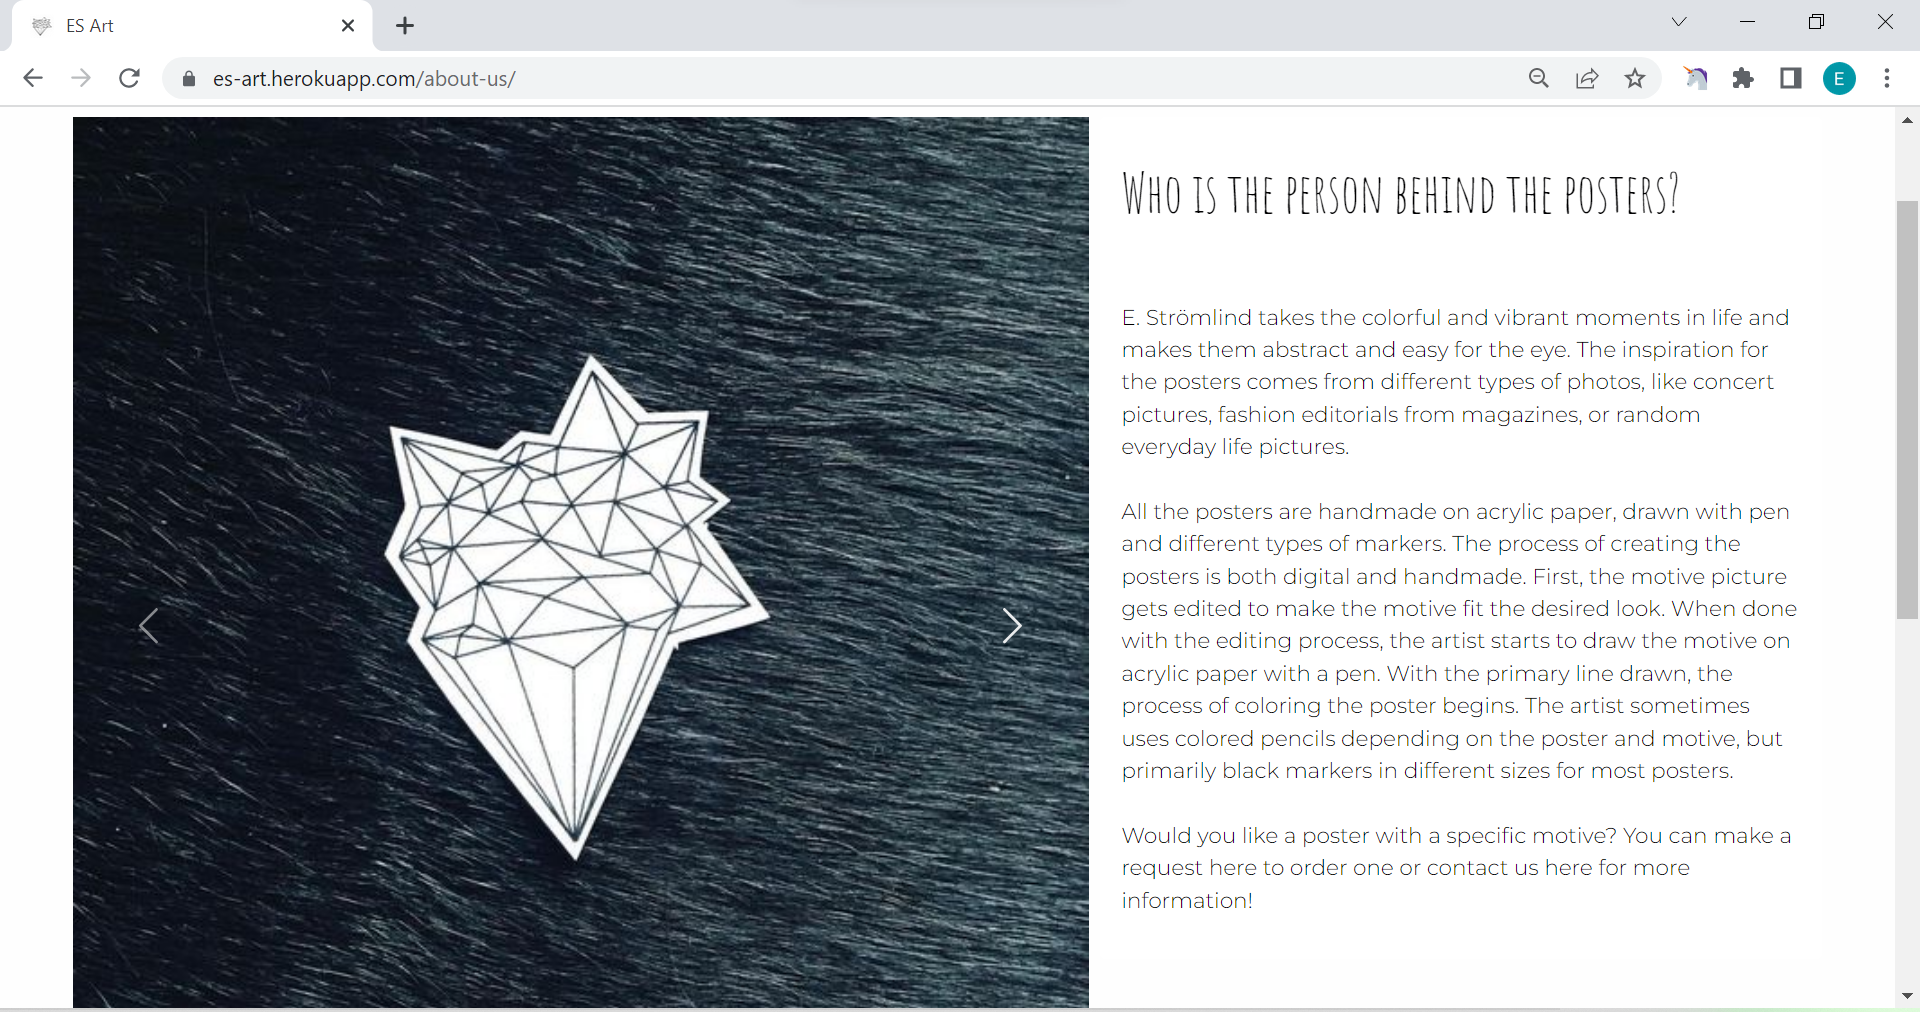 ES Art
es-art.herokuapp.com/about-us/
E
Who is the person behind the posters?
E. Strömlind takes the colorful and vibrant moments in life and
makes them abstract and easy for the eye. The inspiration for
the posters comes from different types of photos, like concert
pictures, fashion editorials from magazines, or random
everyday life pictures.
All the posters are handmade on acrylic paper, drawn with pen
and different types of markers. The process of creating the
posters is both digital and handmade. First, the motive picture
gets edited to make the motive fit the desired look. When done
with the editing process, the artist starts to draw the motive on
acrylic paper with a pen. With the primary line drawn, the
process of coloring the poster begins. The artist sometimes
uses colored pencils depending on the poster and motive, but
primarily black markers in different sizes for most posters.
Would you like a poster with a specific motive? You can make a
request here to order one or contact us here for more
information!